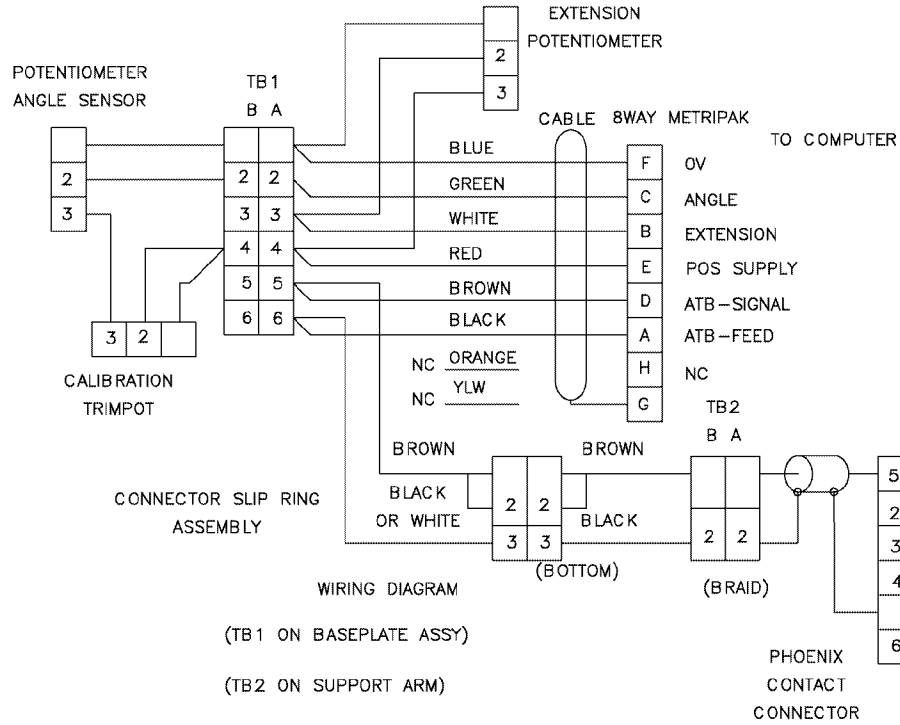 EXTENSION
POTENTIOMETER
2
3
POTENTIOMETER
ANGLE SENSOR
2
3
TB1
B A
2 2
3 3
4 4
5 5
6 6
3 2
CALIBRATION
TRIMPOT
CABLE 8WAY METRIPAK
TO COMPUTER
BLUE F 0V
GREEN C ANGLE
WHITE B EXTENSION
RED E POS SUPPLY
BROWN D ATB-SIGNAL
BLACK A ATB-FEED
NC ORANGE H NC
NC YLW G
TB2
B A
2 2
BROWN BROWN
BLACK
OR WHITE
2 2
BLACK
3 3
(BOTTOM)
(BRAID)
CONNECTOR SLIP RING
ASSEMBLY
WIRING DIAGRAM
(TB1 ON BASEPLATE ASSY)
(TB2 ON SUPPORT ARM)
5
2
3
4
6
PHOENIX
CONTACT
CONNECTOR